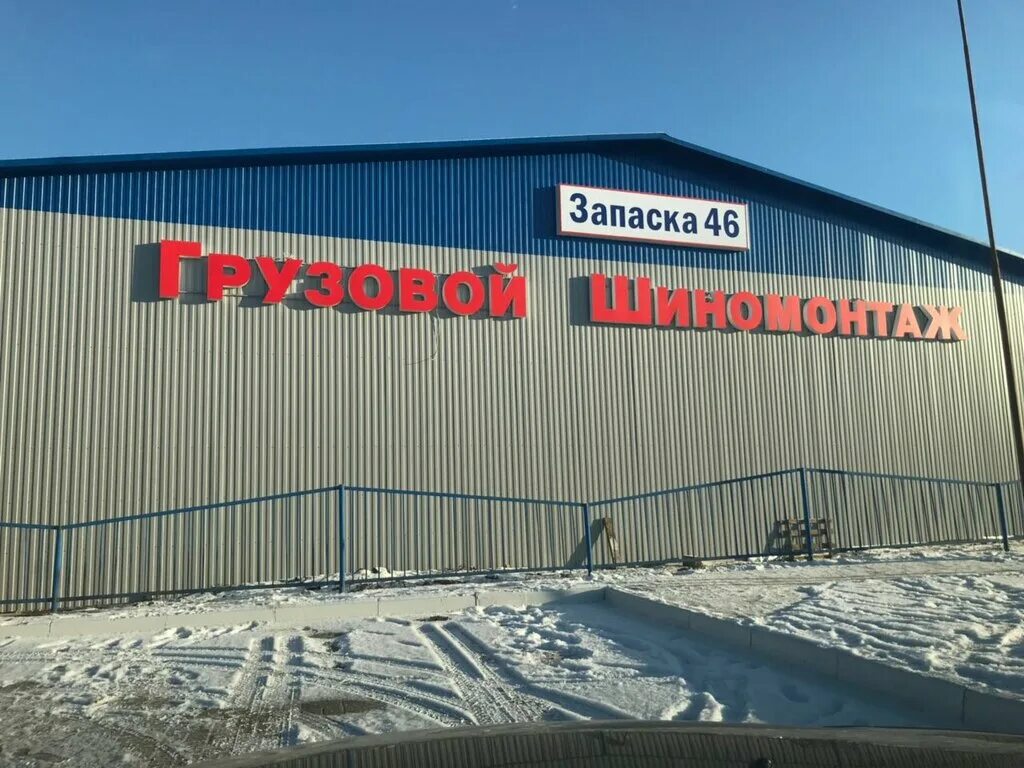 Запаска 46
Грузовой Шиномонтаж